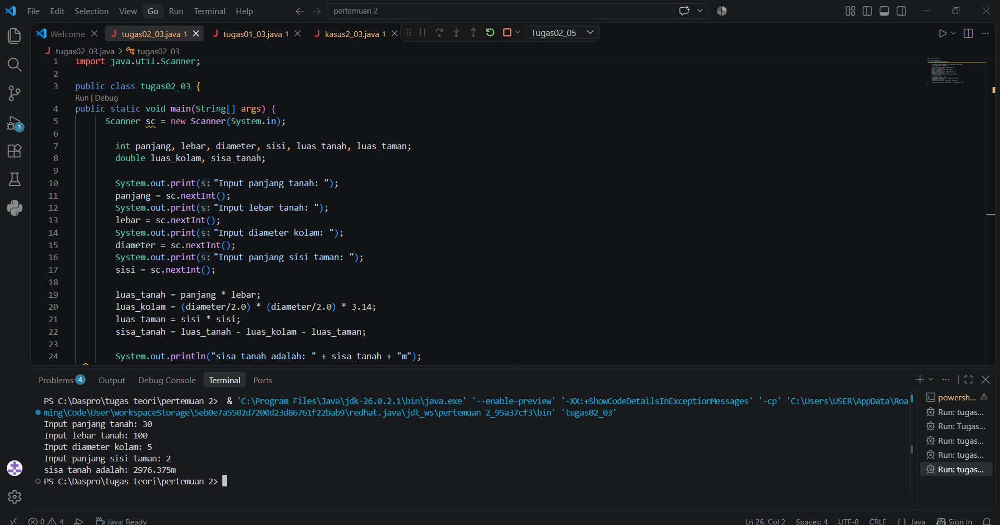 File Edit Selection View Go Run Terminal Help
pertemuan 2
Welcome
tugas02_03.java 1
tugas01_03.java 1
kasus2_03.java 1
Tugas02_05
tugas02_03.java > tugas02_03
1 import java.util.Scanner;
2
3 public class tugas02_03 {
Run | Debug
4 public static void main(String[] args) {
5 Scanner sc = new Scanner(System.in);
6
7 int panjang, lebar, diameter, sisi, luas_tanah, luas_taman;
8 double luas_kolam, sisa_tanah;
9
10 System.out.print(s: "Input panjang tanah: ");
11 panjang = sc.nextInt();
12 System.out.print(s: "Input lebar tanah: ");
13 lebar = sc.nextInt();
14 System.out.print(s: "Input diameter kolam: ");
15 diameter = sc.nextInt();
16 System.out.print(s: "Input panjang sisi taman: ");
17 sisi = sc.nextInt();
18
19 luas_tanah = panjang * lebar;
20 luas_kolam = (diameter/2.0) * (diameter/2.0) * 3.14;
21 luas_taman = sisi * sisi;
22 sisa_tanah = luas_tanah - luas_kolam - luas_taman;
23
24 System.out.println("sisa tanah adalah: " + sisa_tanah + "m");
Problems 4 Output Debug Console Terminal Ports
PS C:\Daspro\tugas teori\pertemuan 2>  & 'C:\Program Files\Java\jdk-26.0.2.1\bin\java.exe' '--enable-preview' '-XX:+ShowCodeDetailsInExceptionMessages' '-cp' 'C:\Users\USER\AppData\Roa
ming\Code\User\workspaceStorage\5eb0e7a5502d7200d23d86761f22bab9\redhat.java\jdt_ws\pertemuan 2_95a37cf3\bin' 'tugas02_03'
Input panjang tanah: 30
Input lebar tanah: 100
Input diameter kolam: 5
Input panjang sisi taman: 2
sisa tanah adalah: 2976.375m
PS C:\Daspro\tugas teori\pertemuan 2>
powersh...
Run: tugas...
Run: Tugas...
Run: tugas...
Run: tugas...
Run: tugas...
3
0 4 Java: Ready
Ln 26, Col 2 Spaces: 4 UTF-8 CRLF { } Java Sign In